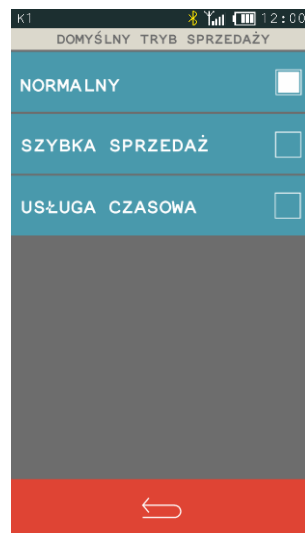 K1 12:00
DOMYŚLNY TRYB SPRZEDAŻY
NORMALNY
SZYBKA SPRZEDAŻ
USŁUGA CZASOWA